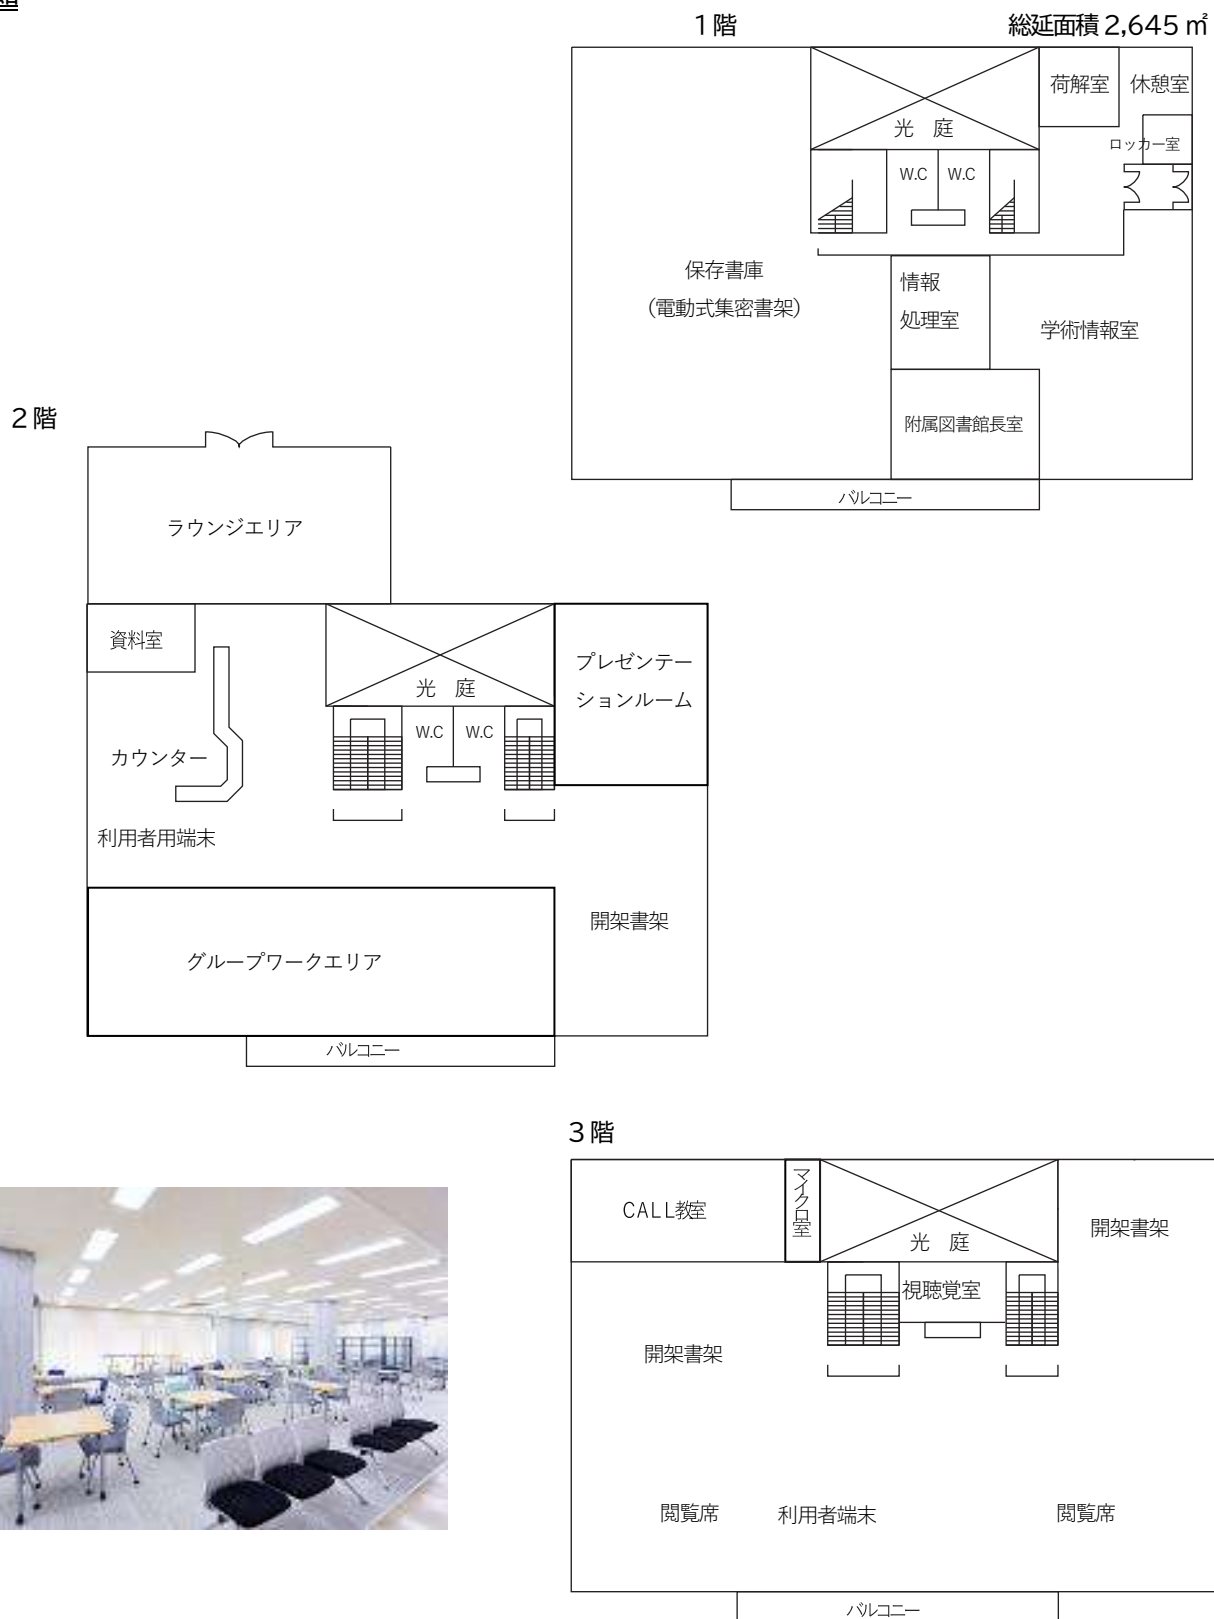 1階
総延面積 2,645 ㎡
荷解室
休憩室
光 庭
ロッカー室
W.C
W.C
保存書庫
(電動式集密書架)
情報
処理室
学術情報室
附属図書館長室
バルコニー
2階
ラウンジエリア
資料室
プレゼンテー
ションルーム
光 庭
W.C
W.C
カウンター
利用者用端末
開架書架
グループワークエリア
バルコニー
3階
CALL教室
マイクロ室
光 庭
開架書架
視聴覚室
開架書架
閲覧席
利用者端末
閲覧席
バルコニー